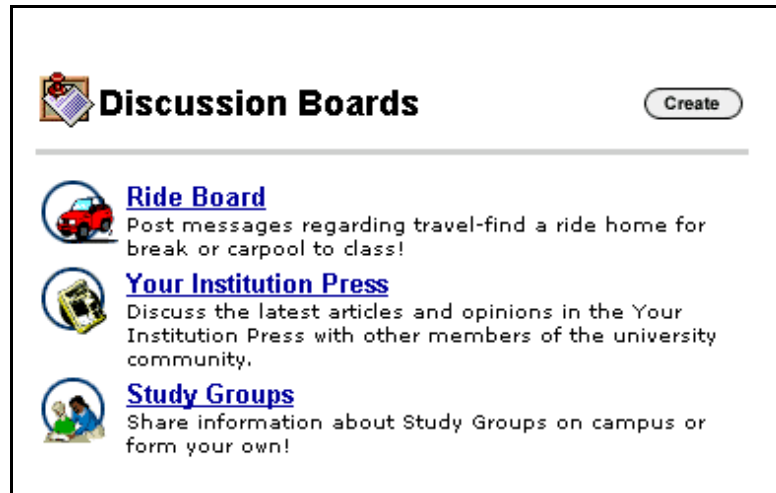 Discussion Boards
Create
Ride Board
Post messages regarding travel-find a ride home for
break or carpool to class!
Your Institution Press
Discuss the latest articles and opinions in the Your
Institution Press with other members of the university
community.
Study Groups
Share information about Study Groups on campus or
form your own!